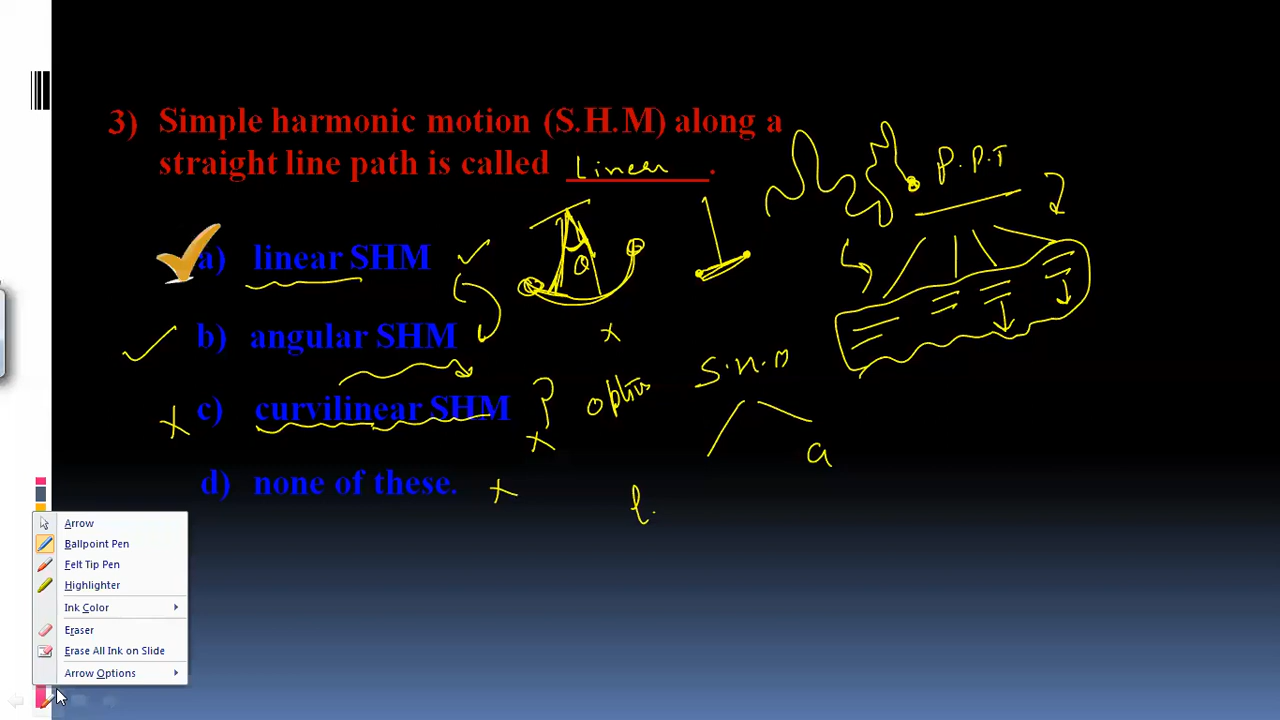 3) Simple harmonic motion (S.H.M) along a
straight line path is called Linear.
P.P.T
a) linear SHM
b) angular SHM
c) curvilinear SHM
d) none of these.
Q
S.H.M
a
l.
Arrow
Ballpoint Pen
Felt Tip Pen
Highlighter
Ink Color
Eraser
Erase All Ink on Slide
Arrow Options